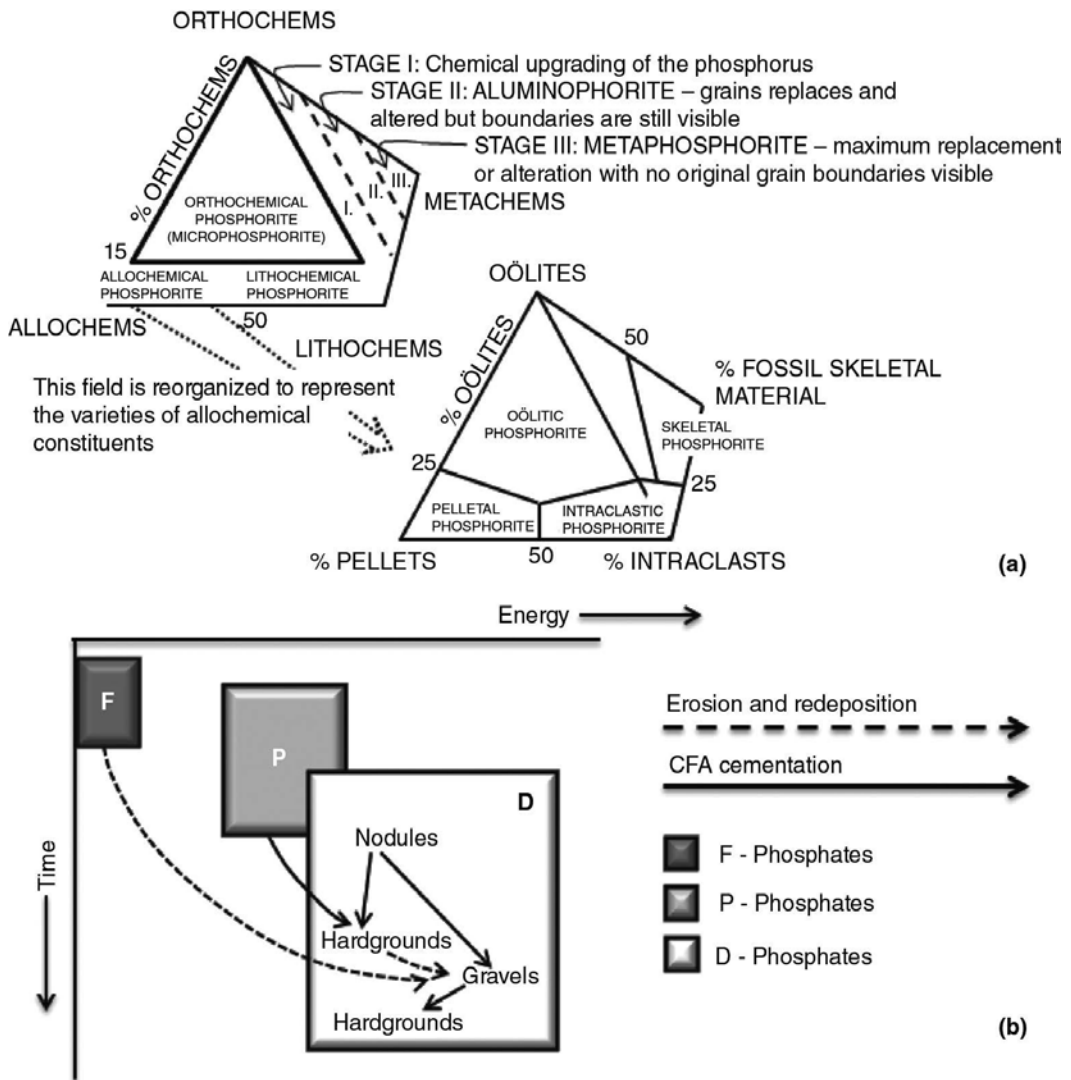 ORTHOCHEMS
STAGE I: Chemical upgrading of the phosphorus
STAGE II: ALUMINOPHORITE – grains replaces and
altered but boundaries are still visible
STAGE III: METAPHOSPHORITE – maximum replacement
or alteration with no original grain boundaries visible
% ORTHOCHEMS
I.
II.
III.
METACHEMS
ORTHOCHEMICAL
PHOSPHORITE
(MICROPHOSPHORITE)
15
ALLOCHEMICAL
PHOSPHORITE
LITHOCHEMICAL
PHOSPHORITE
ALLOCHEMS
50
LITHOCHEMS
This field is reorganized to represent
the varieties of allochemical
constituents
OÖLITES
% OÖLITES
50
% FOSSIL SKELETAL
MATERIAL
OÖLITIC
PHOSPHORITE
SKELETAL
PHOSPHORITE
25
25
PELLETAL
PHOSPHORITE
INTRACLASTIC
PHOSPHORITE
% PELLETS
50
% INTRACLASTS
(a)
Energy
Time
F
P
D
Nodules
Hardgrounds
Gravels
Hardgrounds
Erosion and redeposition
CFA cementation
F - Phosphates
P - Phosphates
D - Phosphates
(b)